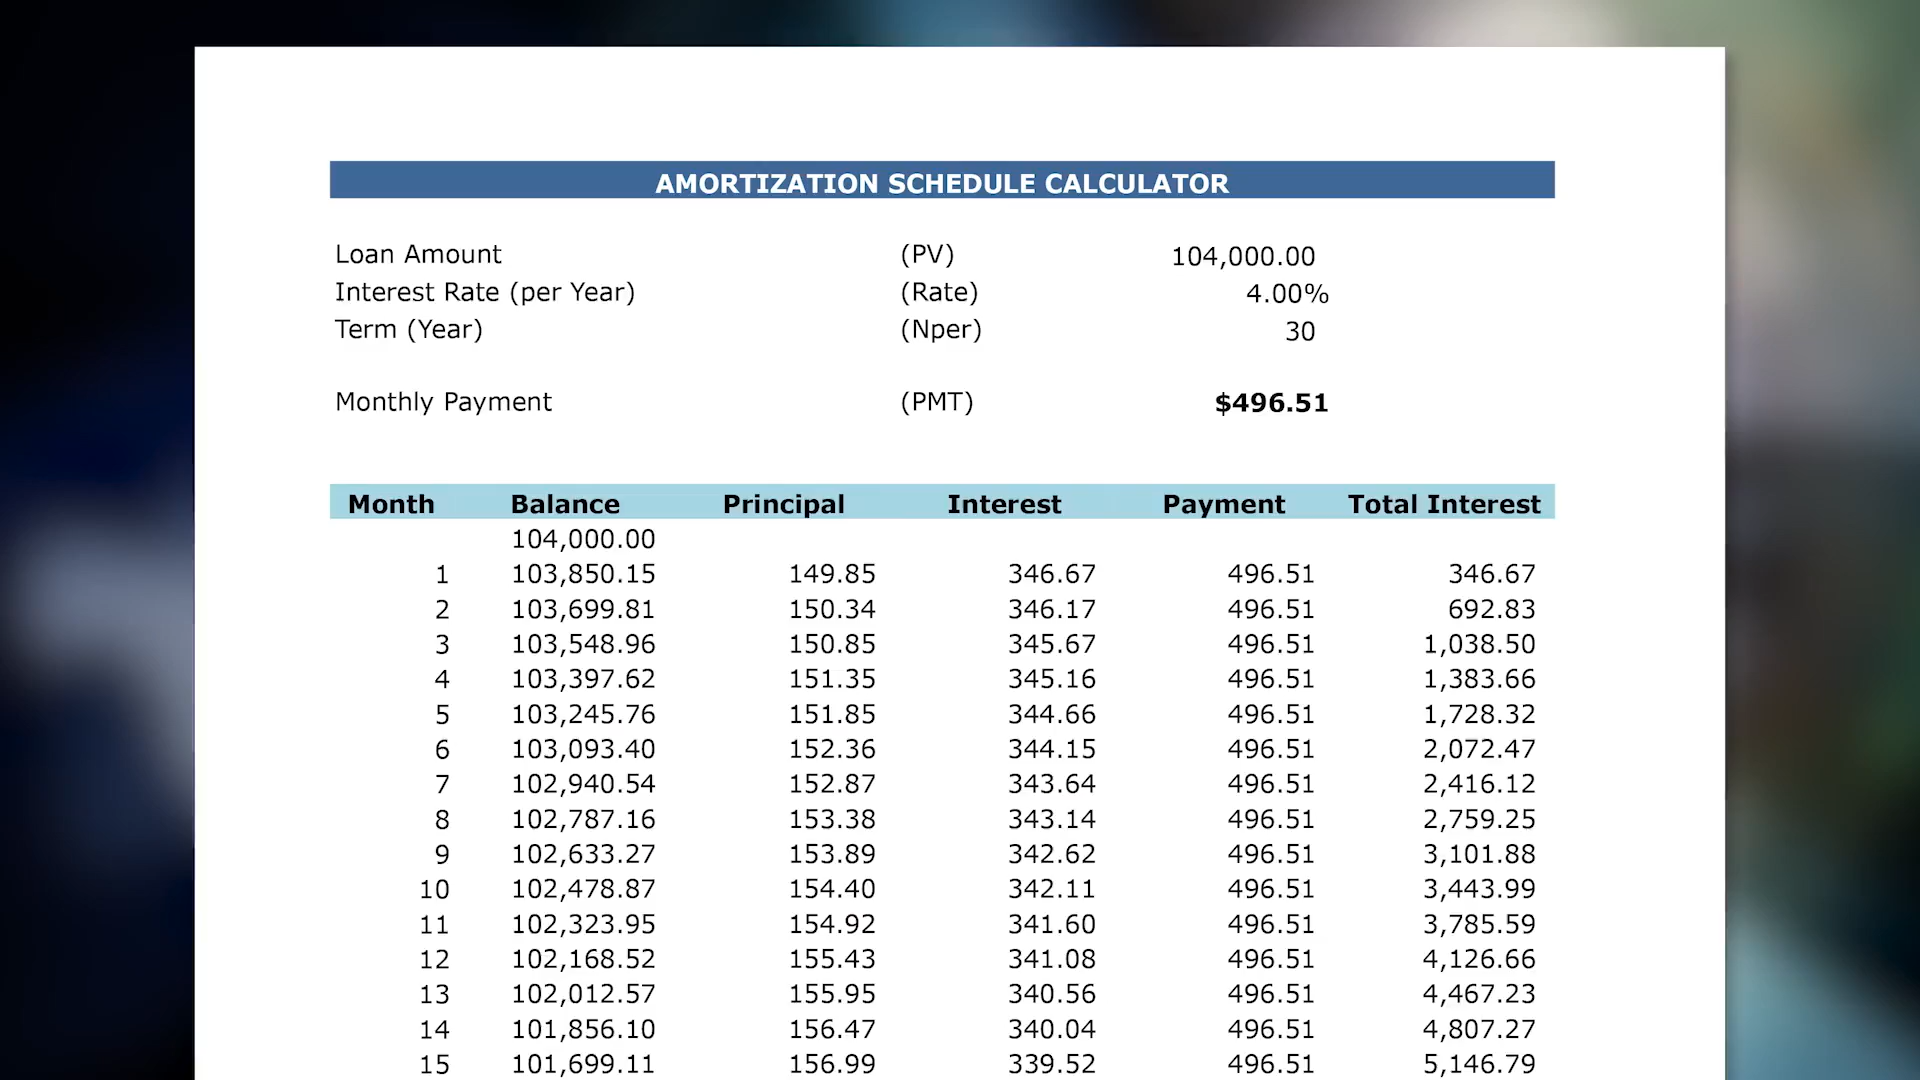 AMORTIZATION SCHEDULE CALCULATOR
Loan Amount (PV) 104,000.00
Interest Rate (per Year) (Rate) 4.00%
Term (Year) (Nper) 30
Monthly Payment (PMT) $496.51
Month Balance Principal Interest Payment Total Interest
104,000.00
1 103,850.15 149.85 346.67 496.51 346.67
2 103,699.81 150.34 346.17 496.51 692.83
3 103,548.96 150.85 345.67 496.51 1,038.50
4 103,397.62 151.35 345.16 496.51 1,383.66
5 103,245.76 151.85 344.66 496.51 1,728.32
6 103,093.40 152.36 344.15 496.51 2,072.47
7 102,940.54 152.87 343.64 496.51 2,416.12
8 102,787.16 153.38 343.14 496.51 2,759.25
9 102,633.27 153.89 342.62 496.51 3,101.88
10 102,478.87 154.40 342.11 496.51 3,443.99
11 102,323.95 154.92 341.60 496.51 3,785.59
12 102,168.52 155.43 341.08 496.51 4,126.66
13 102,012.57 155.95 340.56 496.51 4,467.23
14 101,856.10 156.47 340.04 496.51 4,807.27
15 101,699.11 156.99 339.52 496.51 5,146.79